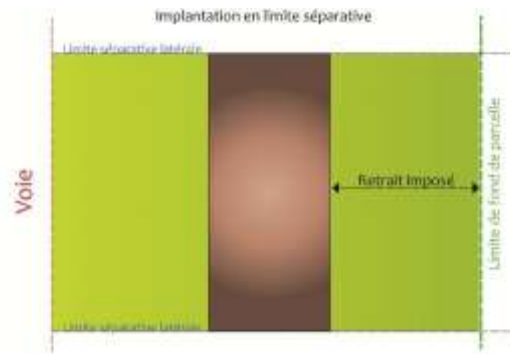 Implantation en limite séparative
Limite séparative latérale
Voie
Retrait Imposé
Limite de fond de parcelle
Limite séparative latérale